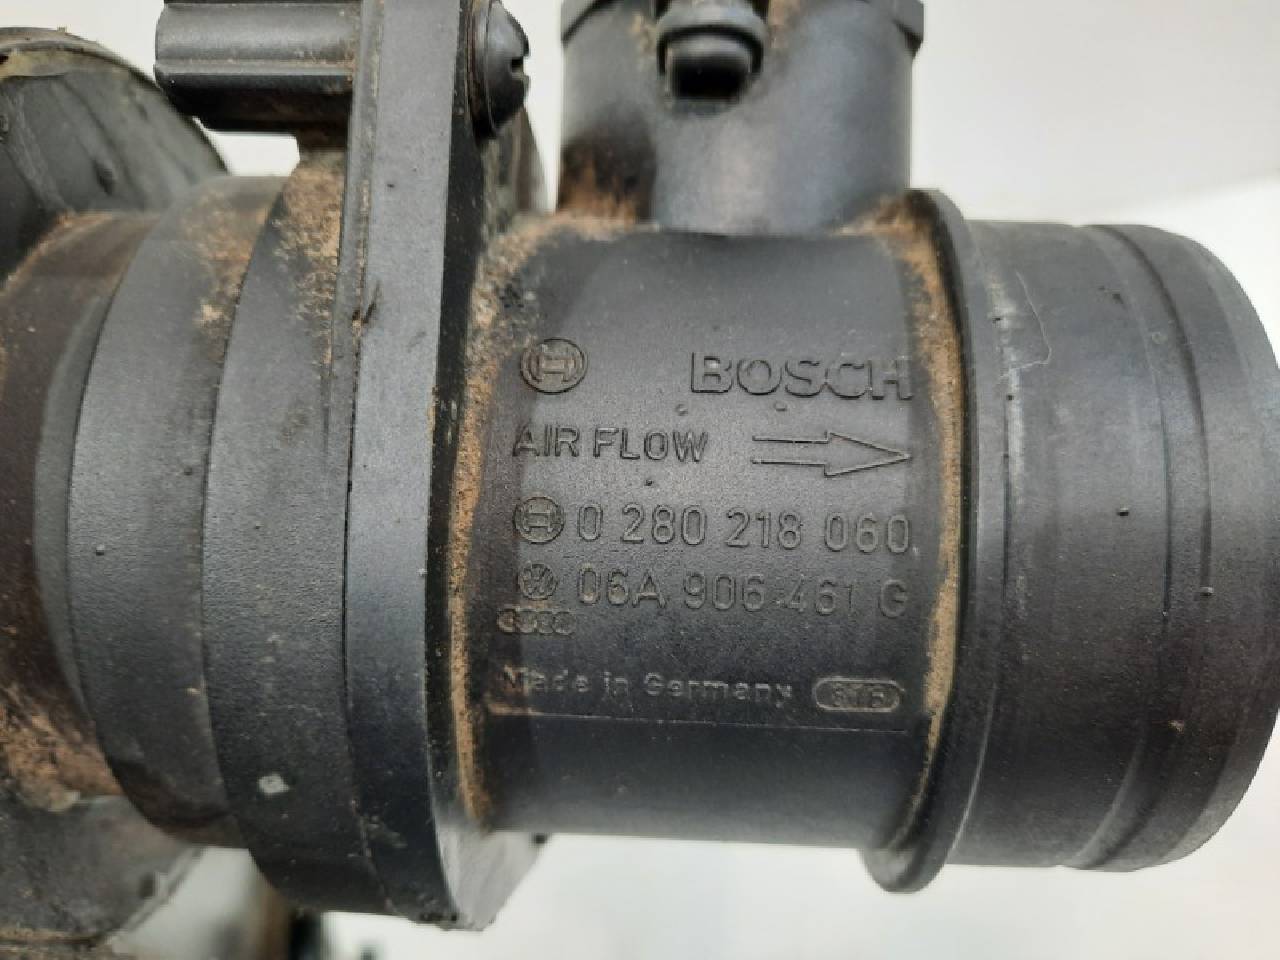 BOSCH
AIR FLOW
0 280 218 060
06A 906 461 G
Made in Germany